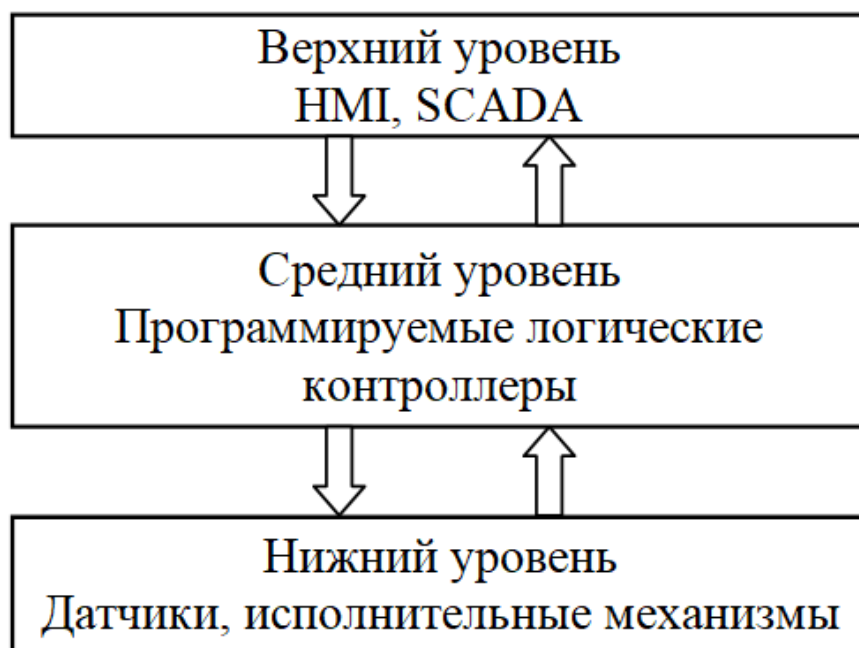 Верхний уровень
HMI, SCADA
Средний уровень
Программируемые логические
контроллеры
Нижний уровень
Датчики, исполнительные механизмы